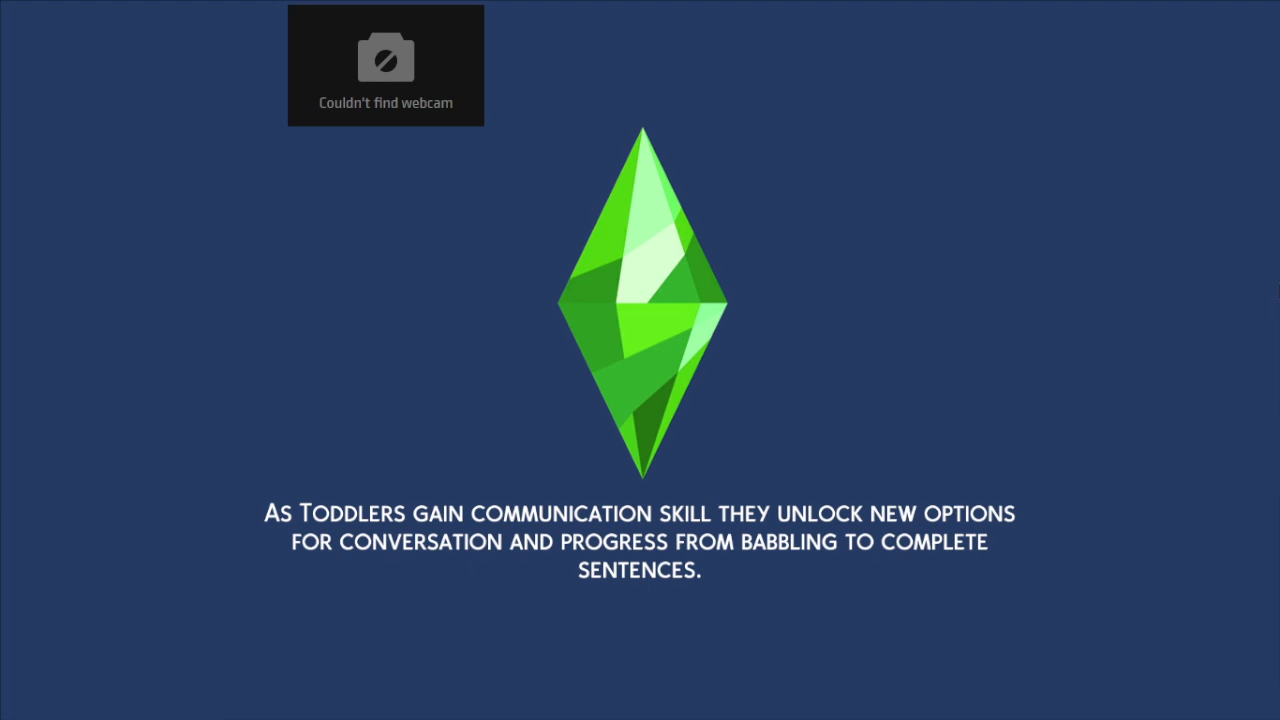 Couldn't find webcam
As Toddlers gain communication skill they unlock new options
for conversation and progress from babbling to complete
sentences.